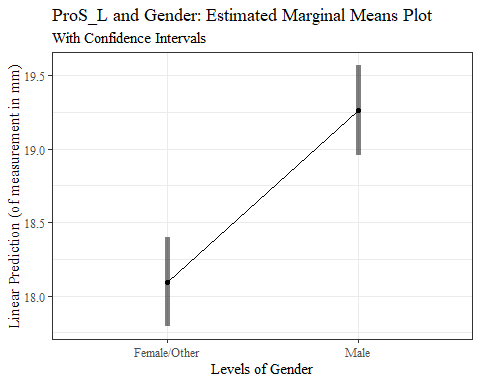 ProS_L and Gender: Estimated Marginal Means Plot
With Confidence Intervals
Linear Prediction (of measurement in mm)
19.5
19.0
18.5
18.0
Female/Other
Male
Levels of Gender